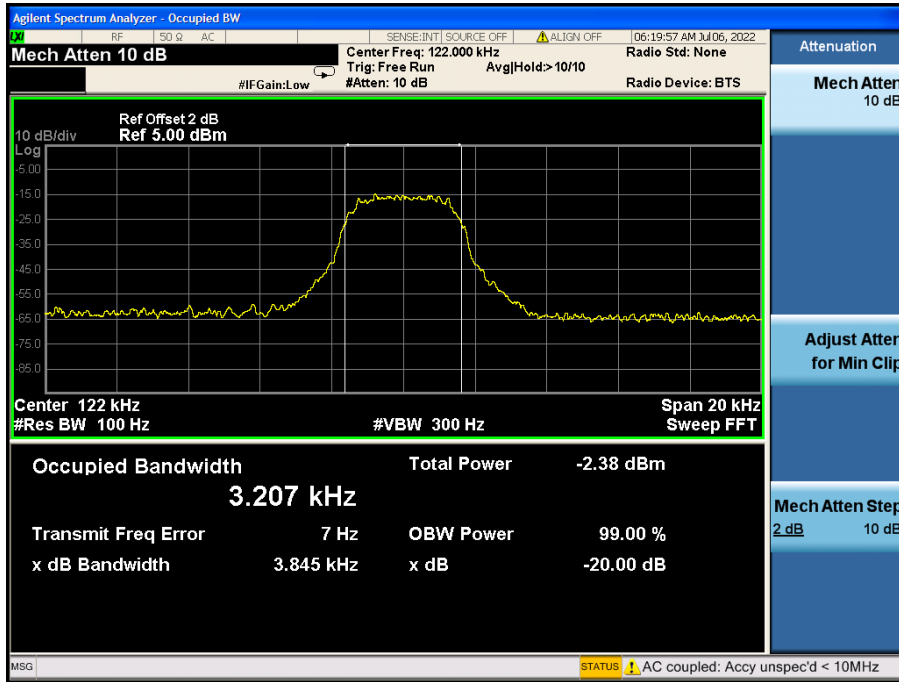 Agilent Spectrum Analyzer - Occupied BW
LXI RF 50 Ω AC SENSE:INT SOURCE OFF ALIGN OFF 06:19:57 AM Jul 06, 2022
Mech Atten 10 dB
Center Freq: 122.000 kHz
Radio Std: None
Trig: Free Run Avg|Hold:> 10/10
#IFGain:Low #Atten: 10 dB Radio Device: BTS
Ref Offset 2 dB
10 dB/div Ref 5.00 dBm
Log
-5.00
-15.0
-25.0
-35.0
-45.0
-55.0
-65.0
-75.0
-85.0
Center 122 kHz Span 20 kHz
#Res BW 100 Hz #VBW 300 Hz Sweep FFT
Occupied Bandwidth Total Power -2.38 dBm
3.207 kHz
Transmit Freq Error 7 Hz OBW Power 99.00 %
x dB Bandwidth 3.845 kHz x dB -20.00 dB
Attenuation
Mech Atten
10 dB
Adjust Atten
for Min Clip
Mech Atten Step
2 dB 10 dB
MSG STATUS AC coupled: Accy unspec'd < 10MHz